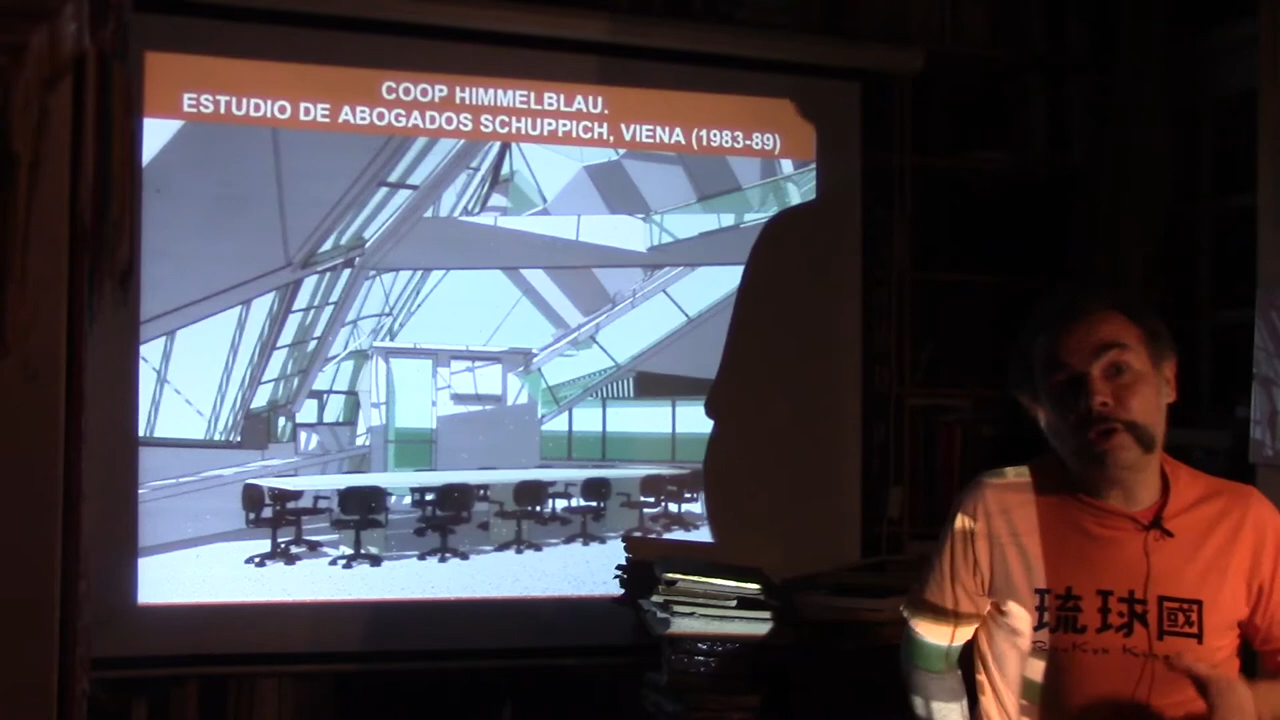 COOP HIMMELBLAU.
ESTUDIO DE ABOGADOS SCHUPPICH, VIENA (1983-89)
琉球國